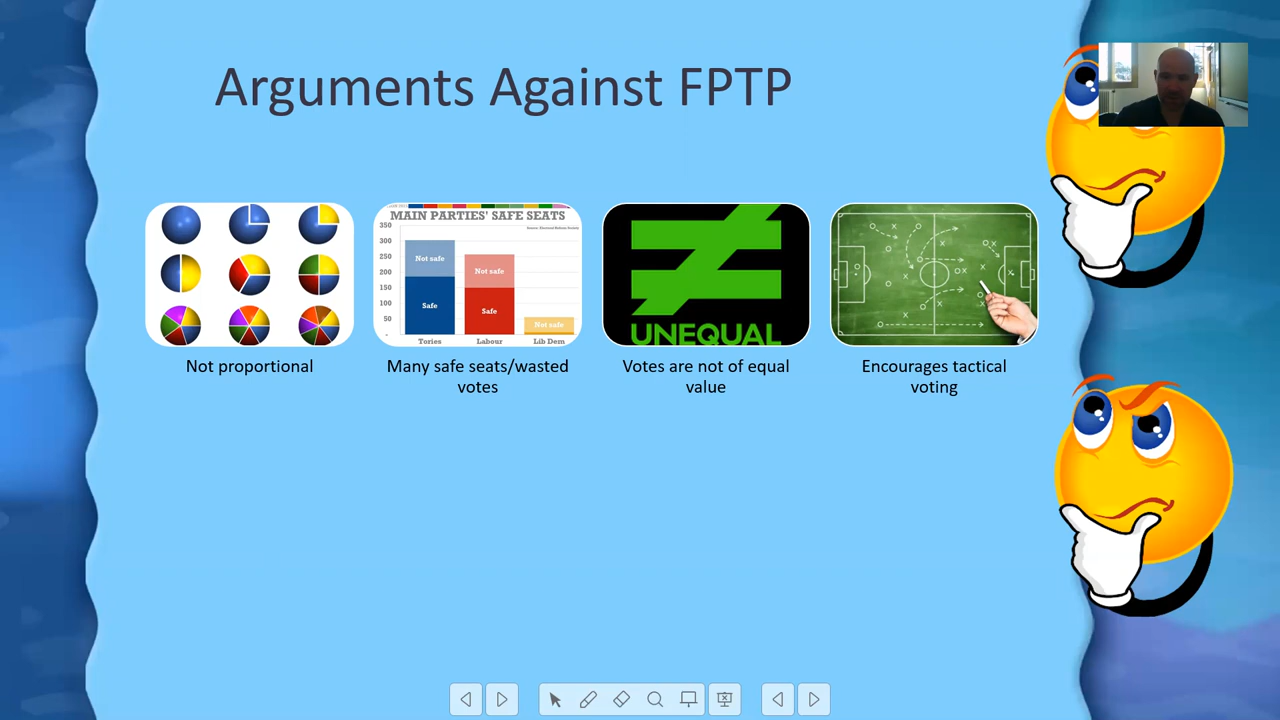 Arguments Against FPTP
MAIN PARTIES' SAFE SEATS
350
300
250
200
150
100
50
Not safe
Safe
Not safe
Safe
Not safe
Tories
Labour
Lib Dem
UNEQUAL
Not proportional
Many safe seats/wasted
votes
Votes are not of equal
value
Encourages tactical
voting